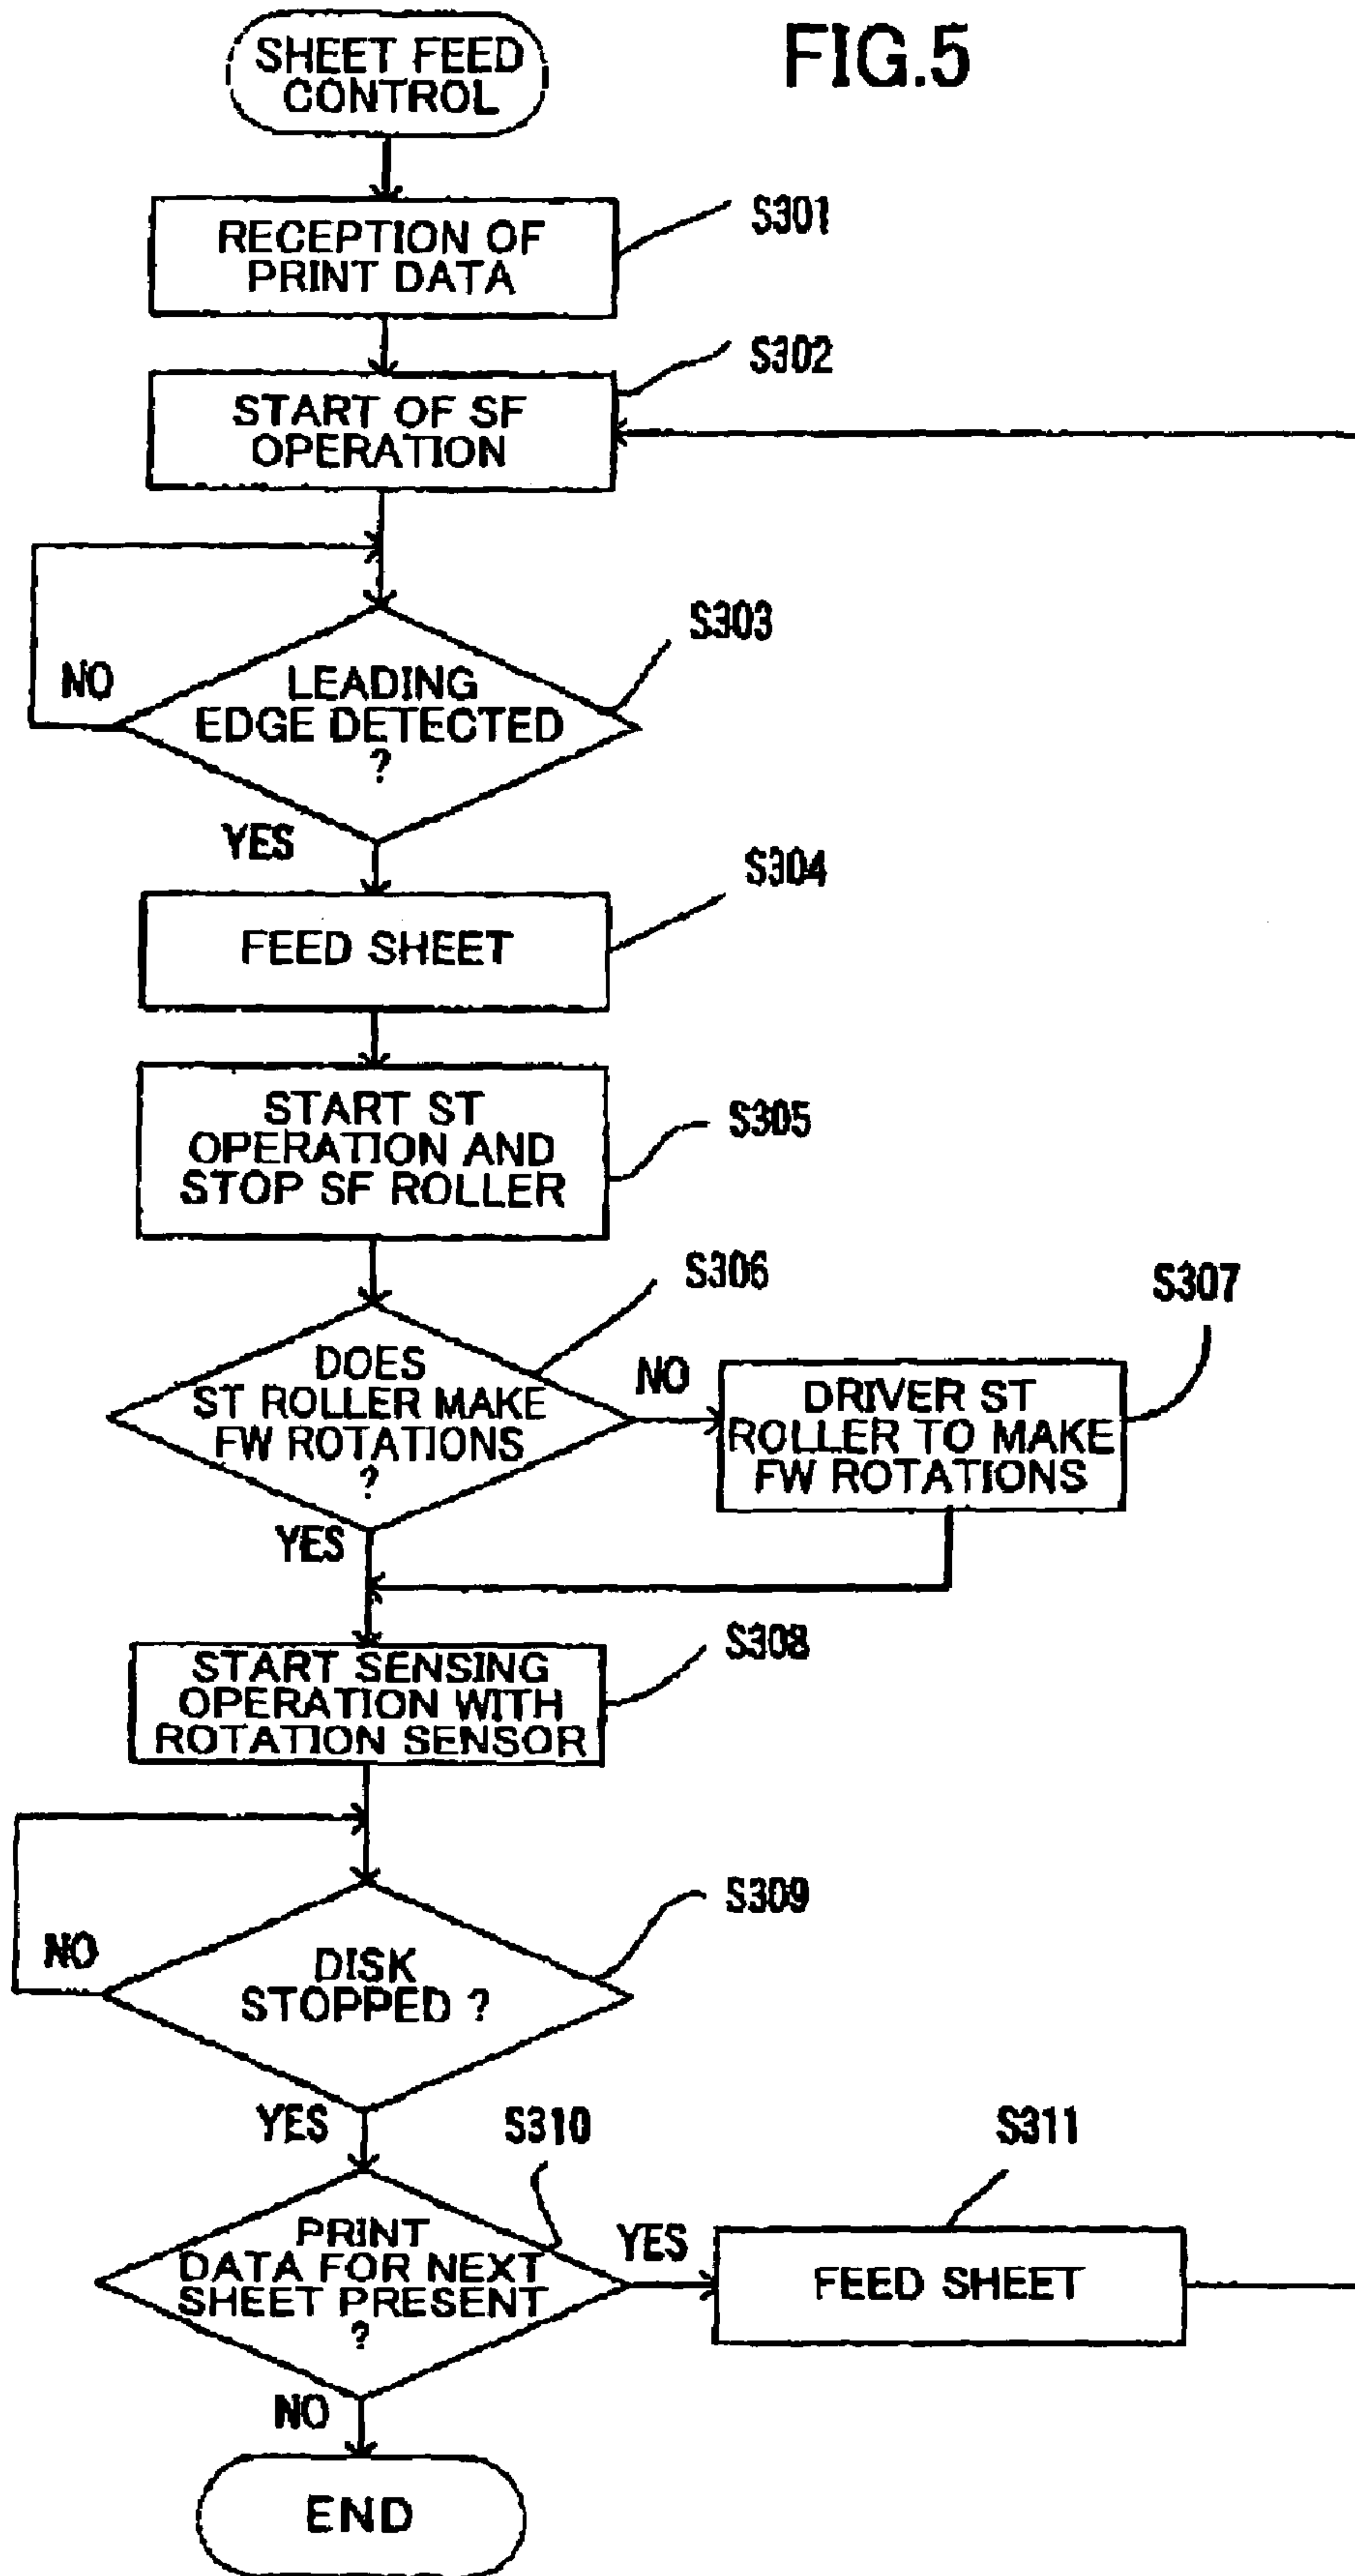 FIG.5
SHEET FEED
CONTROL
S301
RECEPTION OF
PRINT DATA
S302
START OF SF
OPERATION
S303
NO
LEADING
EDGE DETECTED
?
YES
S304
FEED SHEET
START ST
OPERATION AND
STOP SF ROLLER
S305
S306
DOES
ST ROLLER MAKE
FW ROTATIONS
?
NO
S307
DRIVER ST
ROLLER TO MAKE
FW ROTATIONS
YES
S308
START SENSING
OPERATION WITH
ROTATION SENSOR
S309
NO
DISK
STOPPED ?
YES
S310
PRINT
DATA FOR NEXT
SHEET PRESENT
?
YES
S311
FEED SHEET
NO
END